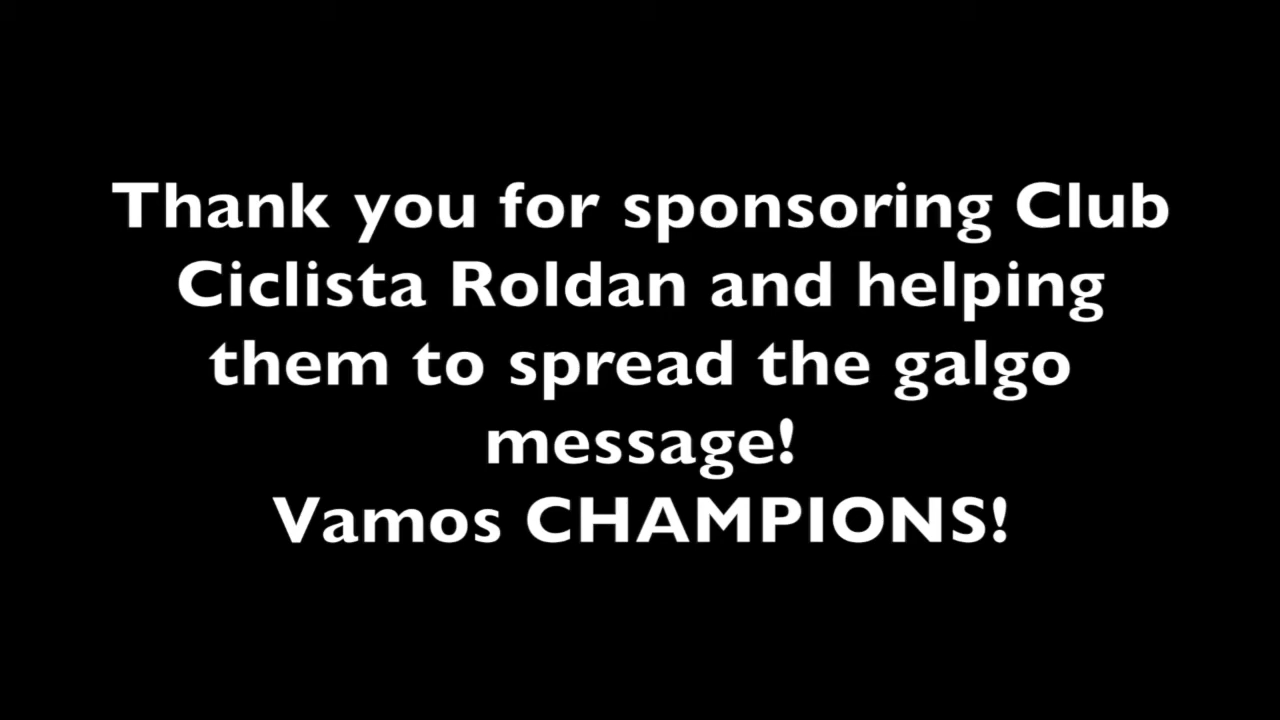 Thank you for sponsoring Club
Ciclista Roldan and helping
them to spread the galgo
message!
Vamos CHAMPIONS!